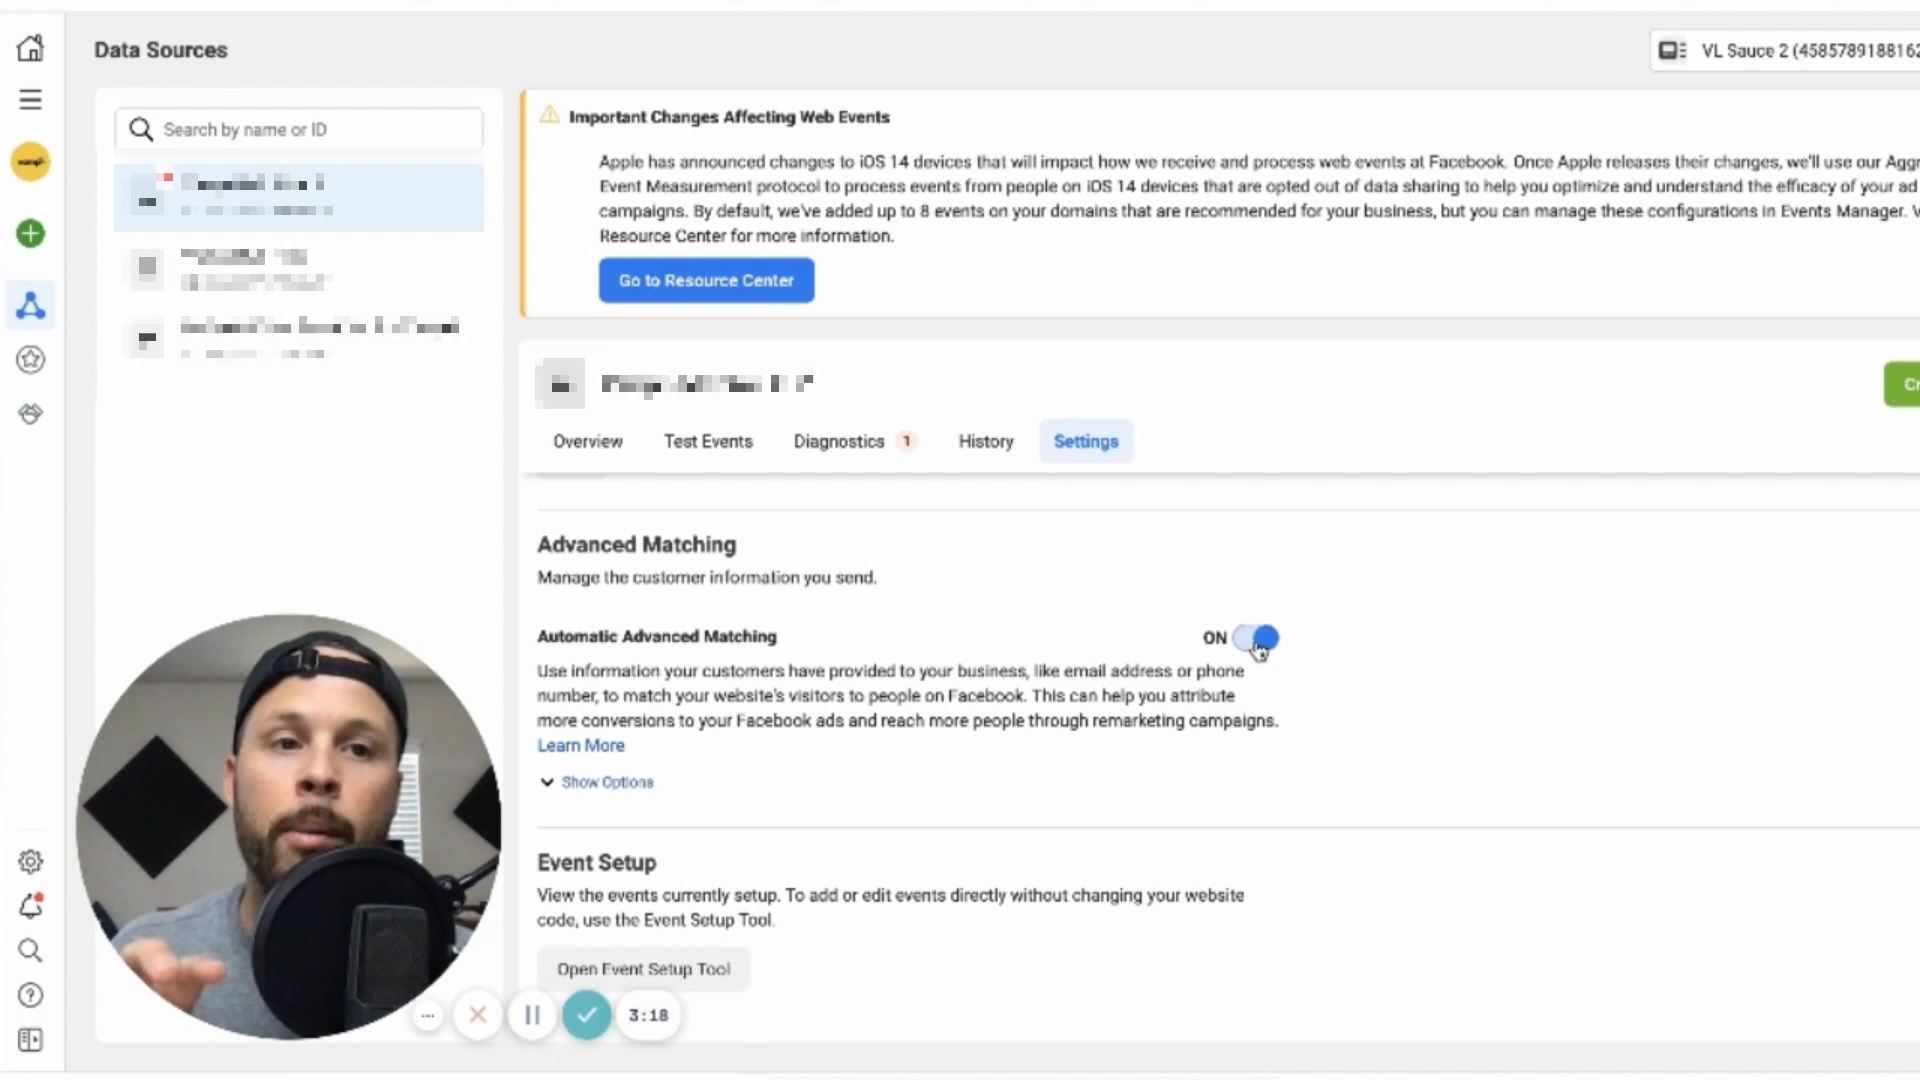 Data Sources
VL Sauce 2 (4585789188162
Search by name or ID
Important Changes Affecting Web Events
Apple has announced changes to iOS 14 devices that will impact how we receive and process web events at Facebook. Once Apple releases their changes, we'll use our Aggr
Event Measurement protocol to process events from people on iOS 14 devices that are opted out of data sharing to help you optimize and understand the efficacy of your ad
campaigns. By default, we've added up to 8 events on your domains that are recommended for your business, but you can manage these configurations in Events Manager. V
Resource Center for more information.
Go to Resource Center
Cr
Overview Test Events Diagnostics 1 History Settings
Advanced Matching
Manage the customer information you send.
Automatic Advanced Matching
ON
Use information your customers have provided to your business, like email address or phone
number, to match your website's visitors to people on Facebook. This can help you attribute
more conversions to your Facebook ads and reach more people through remarketing campaigns.
Learn More
Show Options
Event Setup
View the events currently setup. To add or edit events directly without changing your website
code, use the Event Setup Tool.
Open Event Setup Tool
3:18